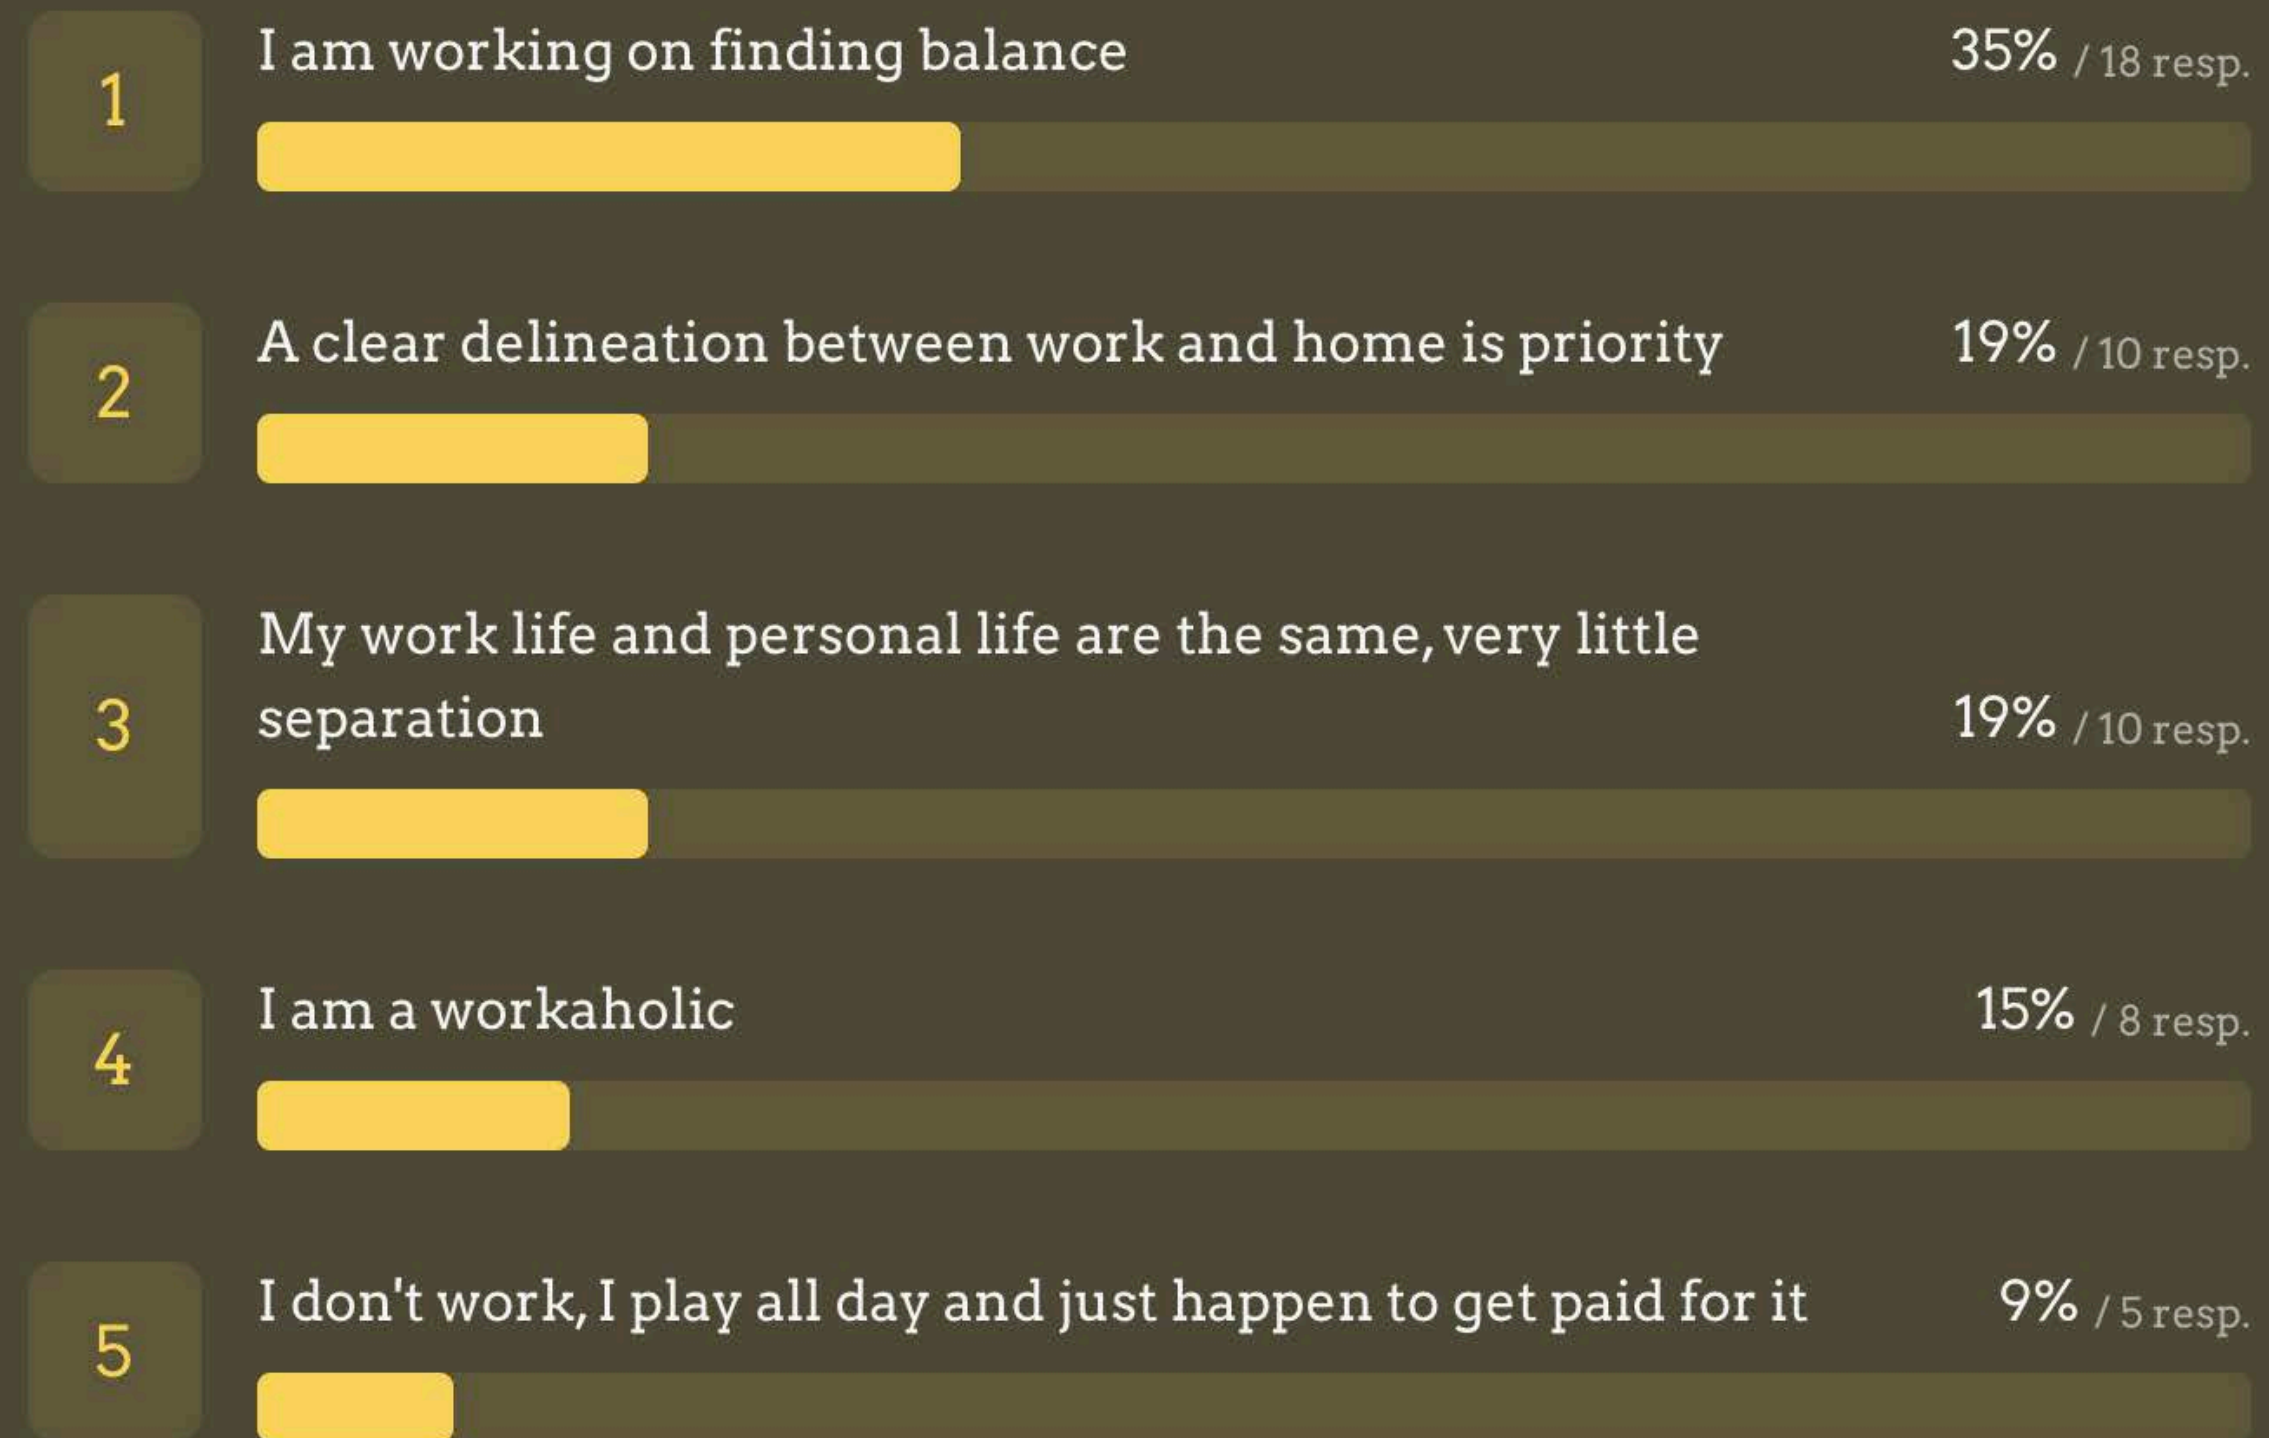 1
I am working on finding balance
35% / 18 resp.
2
A clear delineation between work and home is priority
19% / 10 resp.
3
My work life and personal life are the same, very little
separation
19% / 10 resp.
4
I am a workaholic
15% / 8 resp.
5
I don't work, I play all day and just happen to get paid for it
9% / 5 resp.